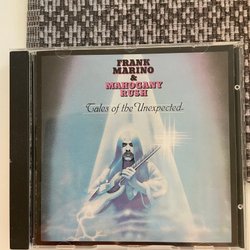 FRANK
MARINO
&
MAHOGANY
RUSH
Tales of the Unexpected